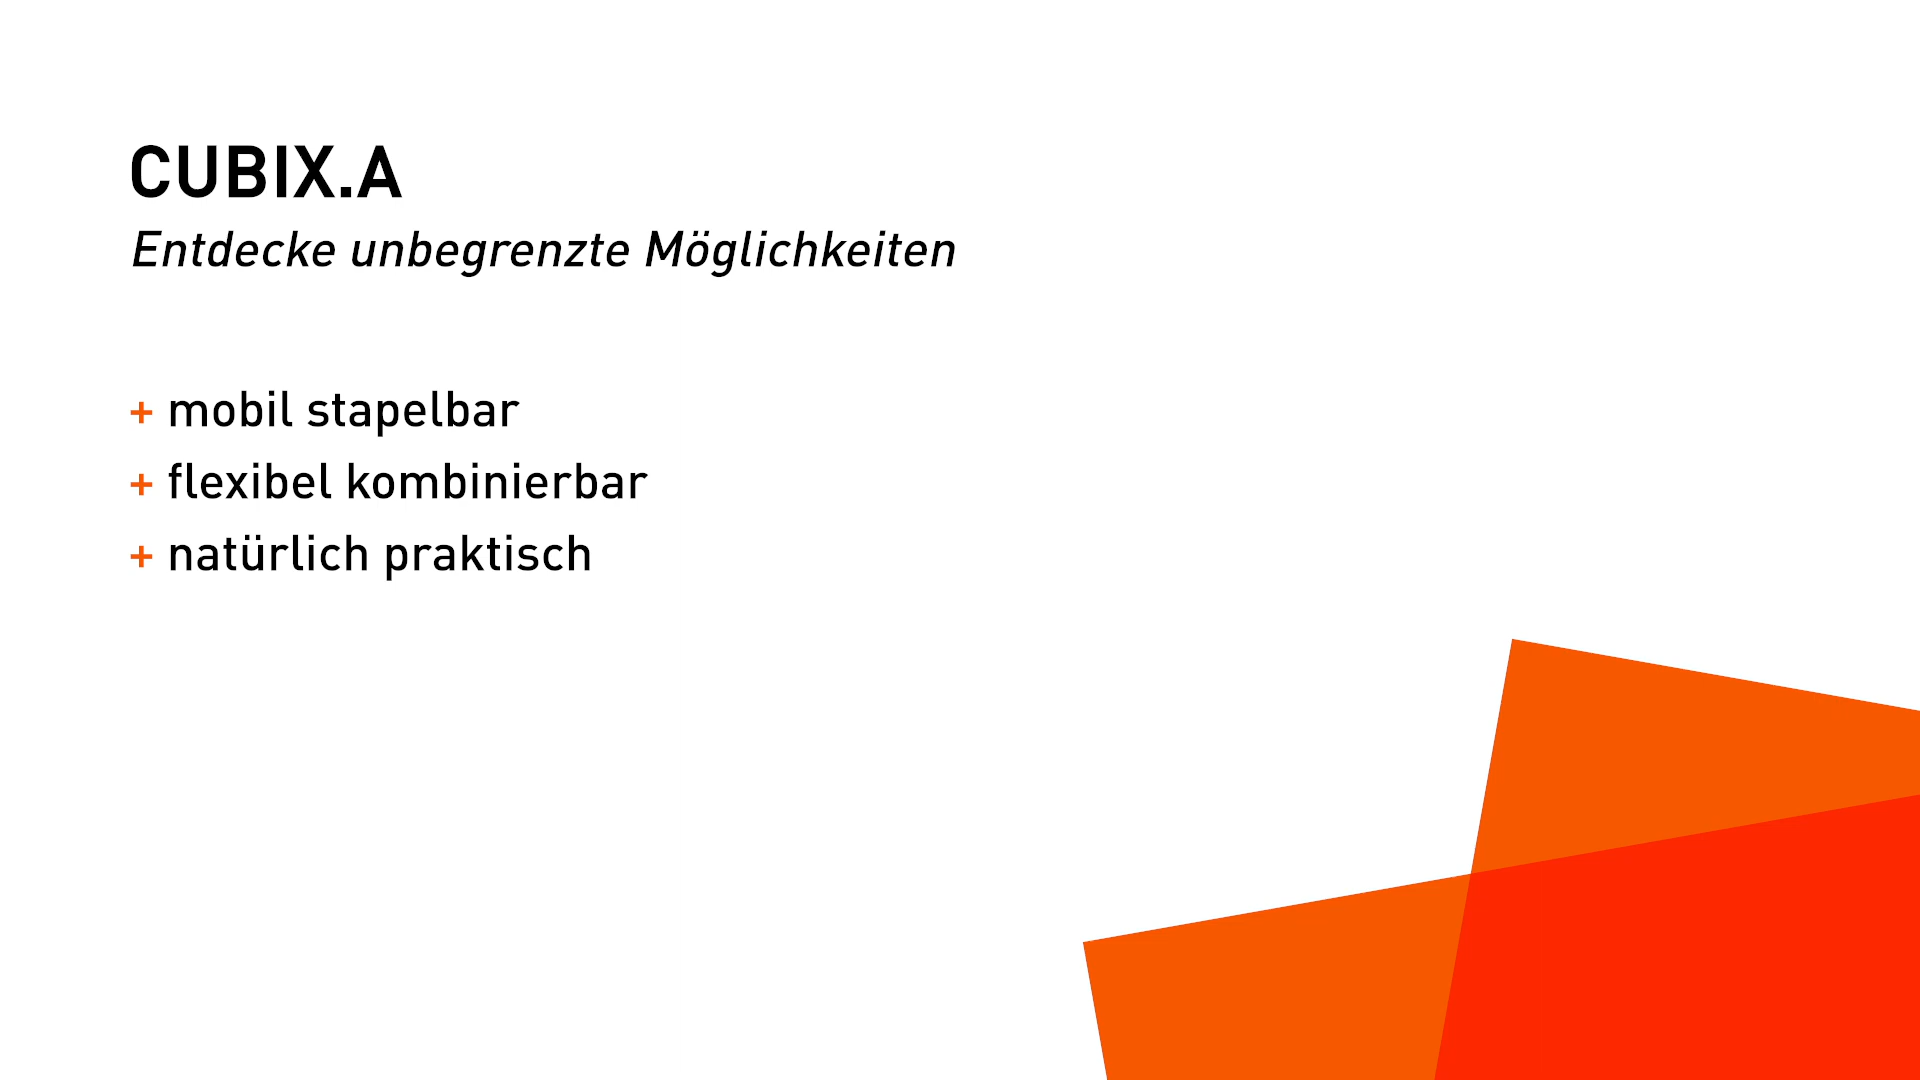 CUBIX.A
Entdecke unbegrenzte Möglichkeiten
+ mobil stapelbar
+ flexibel kombinierbar
+ natürlich praktisch